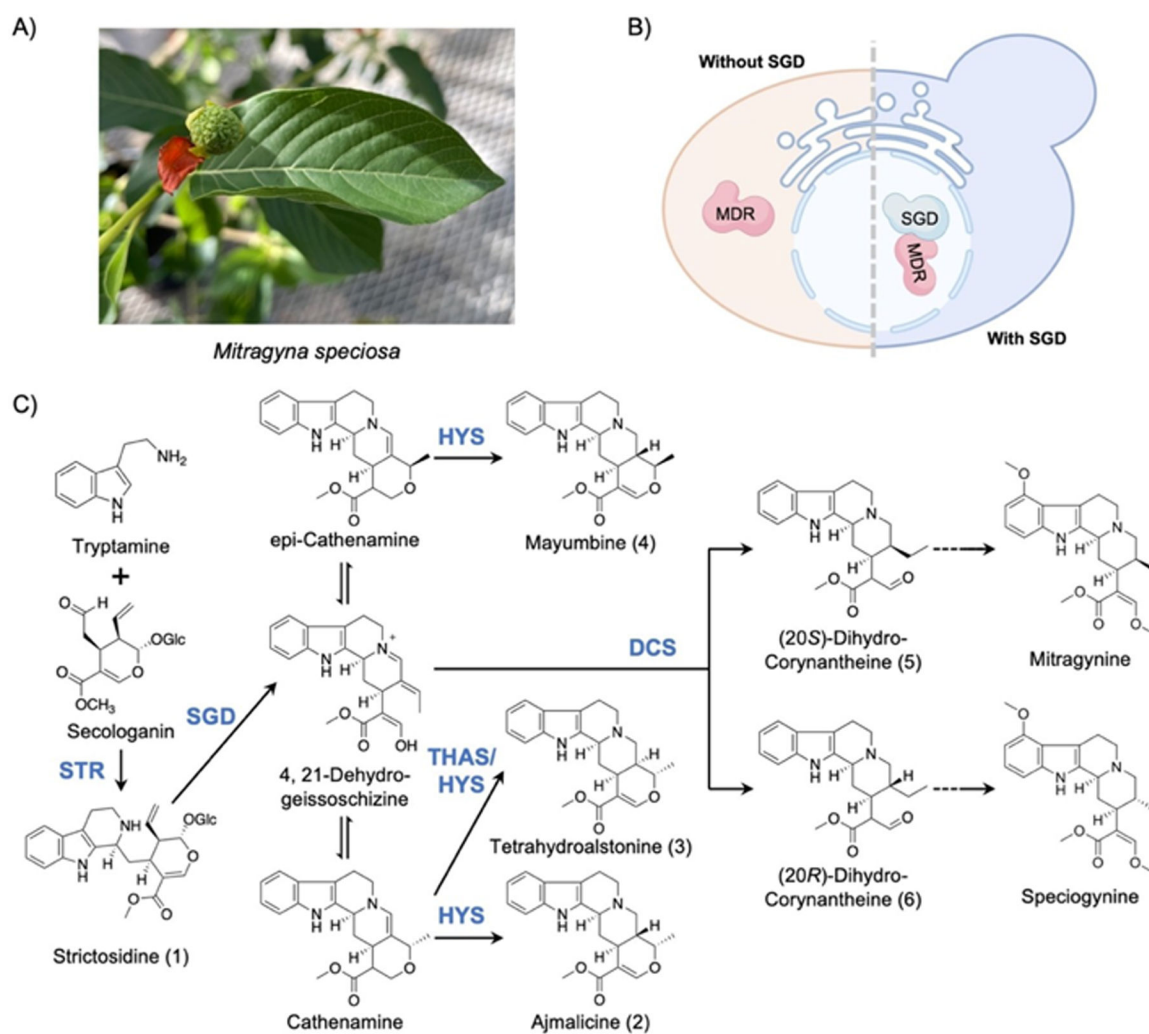 A)
Mitragyna speciosa
B)
Without SGD
MDR
SGD
MDR
With SGD
C)
NH2
N
H
Tryptamine
+
O
H
OGlc
O
O
OCH3
Secologanin
STR
NH
OGlc
N
H
H
H
O
O
O
Strictosidine (1)
SGD
N
N
H
H
H
O
O
O
epi-Cathenamine
HYS
N
N
H
H
H
H
O
O
O
Mayumbine (4)
N
+
N
H
H
H
O
O
OH
4, 21-Dehydro-
geissoschizine
N
N
H
H
H
O
O
O
Cathenamine
THAS/
HYS
N
N
H
H
H
H
O
O
O
Tetrahydroalstonine (3)
HYS
N
N
H
H
H
H
O
O
O
Ajmalicine (2)
DCS
N
N
H
H
H
O
O
O
(20S)-Dihydro-
Corynantheine (5)
O
N
N
H
H
H
O
O
O
Mitragynine
N
N
H
H
H
H
O
O
O
(20R)-Dihydro-
Corynantheine (6)
O
N
N
H
H
H
O
O
O
Speciogynine